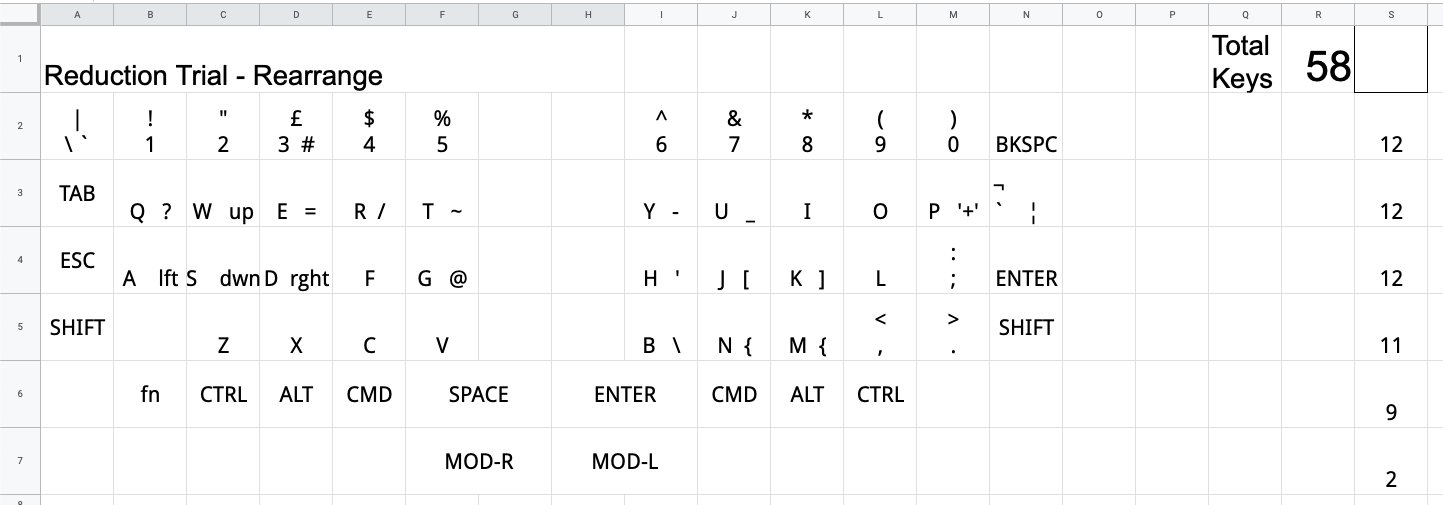 A B C D E F G H I J K L M N O P Q R S
1 Reduction Trial - Rearrange Total Keys 58
| ! " £ $ % ^ & * ( )
2 \ ` 1 2 3 # 4 5 6 7 8 9 0 BKSPC 12
TAB ¬
3 Q ? W up E = R / T ~ Y - U _ I O P '+' ` ¦ 12
ESC :
4 A lft S dwn D rght F G @ H ' J [ K ] L ; ENTER 12
SHIFT < > SHIFT
5 Z X C V B \ N { M { , . 11
6 fn CTRL ALT CMD SPACE ENTER CMD ALT CTRL 9
7 MOD-R MOD-L 2
8